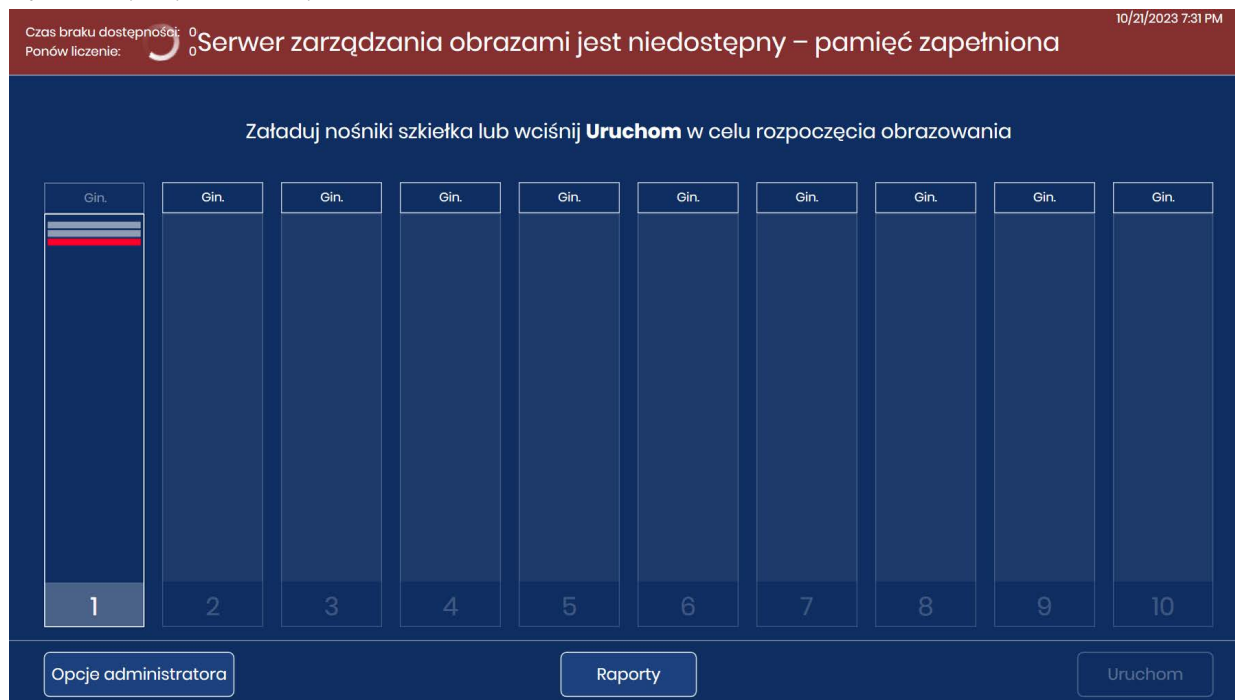 10/21/2023 7:31 PM
Czas braku dostępności: 0
Ponów liczenie: 0
Serwer zarządzania obrazami jest niedostępny – pamięć zapełniona
Załaduj nośniki szkiełka lub wciśnij Uruchom w celu rozpoczęcia obrazowania
Gin. Gin. Gin. Gin. Gin. Gin. Gin. Gin. Gin. Gin.
1 2 3 4 5 6 7 8 9 10
Opcje administratora Raporty Uruchom